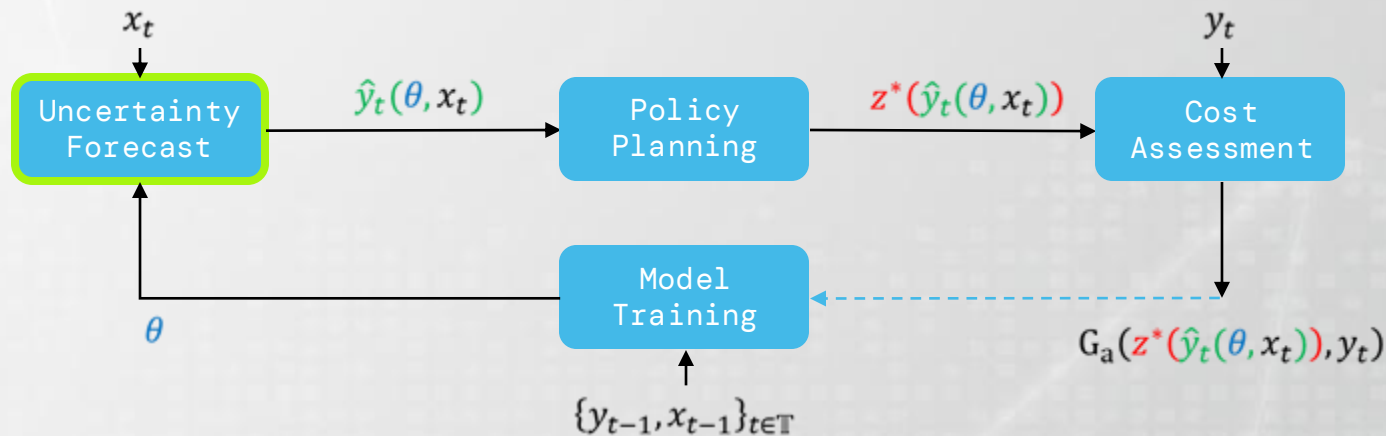 x_t
y_t
Uncertainty
Forecast
ŷ_t(θ, x_t)
Policy
Planning
z*(ŷ_t(θ, x_t))
Cost
Assessment
Model
Training
θ
G_a(z*(ŷ_t(θ, x_t)), y_t)
{y_{t−1}, x_{t−1}}_{t∈𝕋}